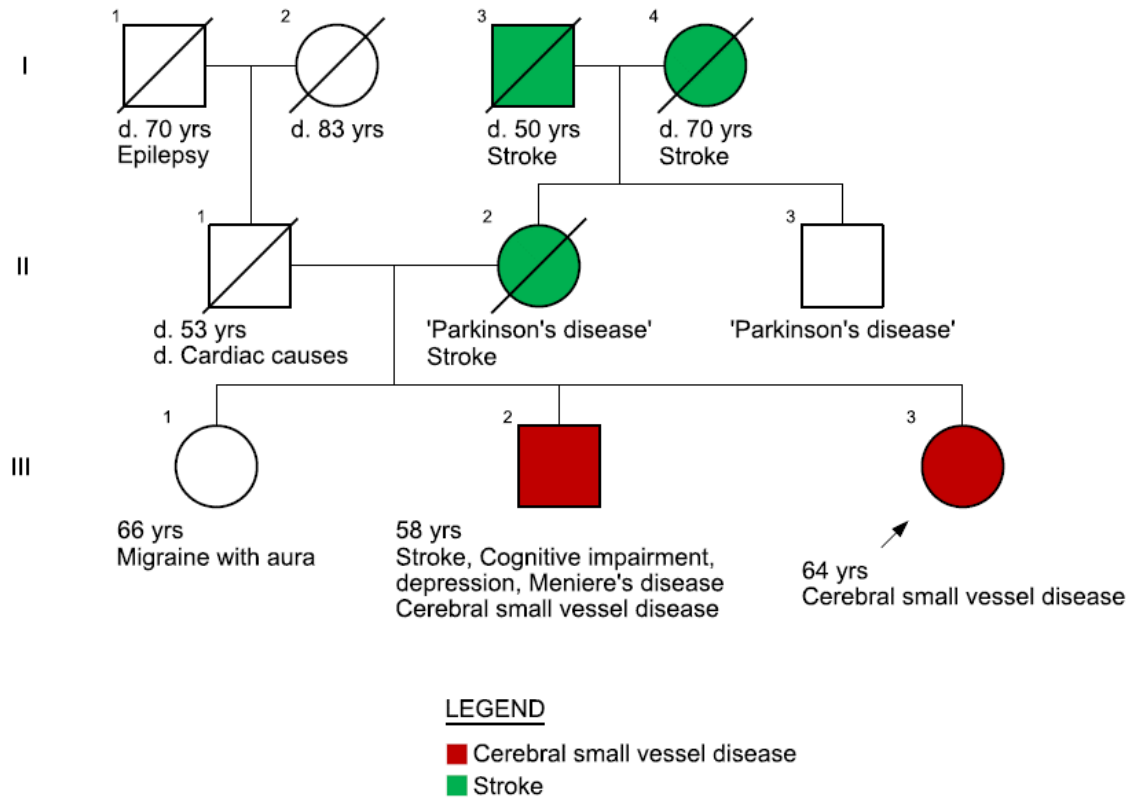 1
2
3
4
I
d. 70 yrs
Epilepsy
d. 83 yrs
d. 50 yrs
Stroke
d. 70 yrs
Stroke
1
2
3
II
d. 53 yrs
d. Cardiac causes
'Parkinson's disease'
Stroke
'Parkinson's disease'
1
2
3
III
66 yrs
Migraine with aura
58 yrs
Stroke, Cognitive impairment,
depression, Meniere's disease
Cerebral small vessel disease
64 yrs
Cerebral small vessel disease
LEGEND
Cerebral small vessel disease
Stroke